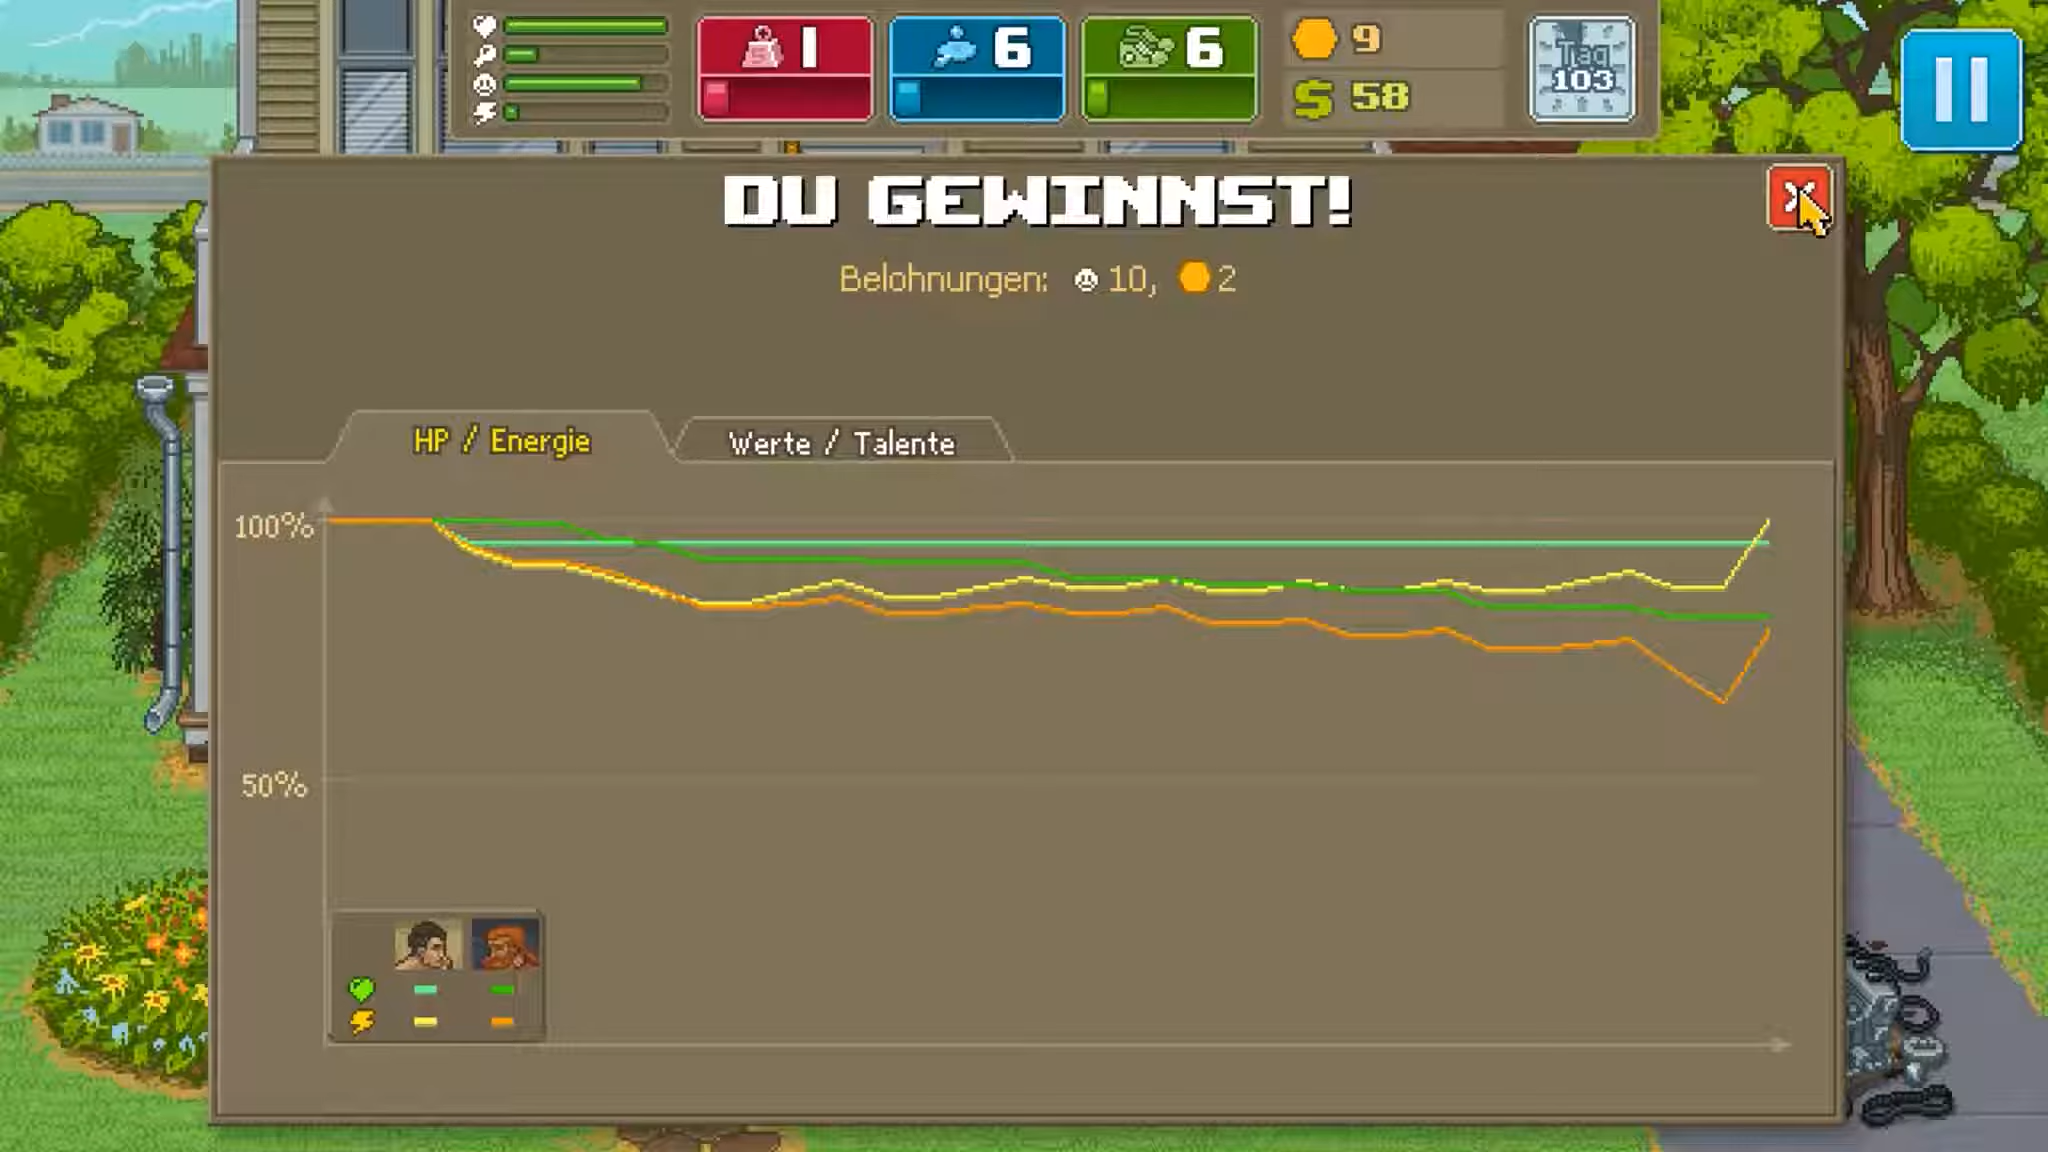 1
6
6
9
$ 58
Tag
103
DU GEWINNST!
Belohnungen: 10, 2
HP / Energie
Werte / Talente
100%
50%